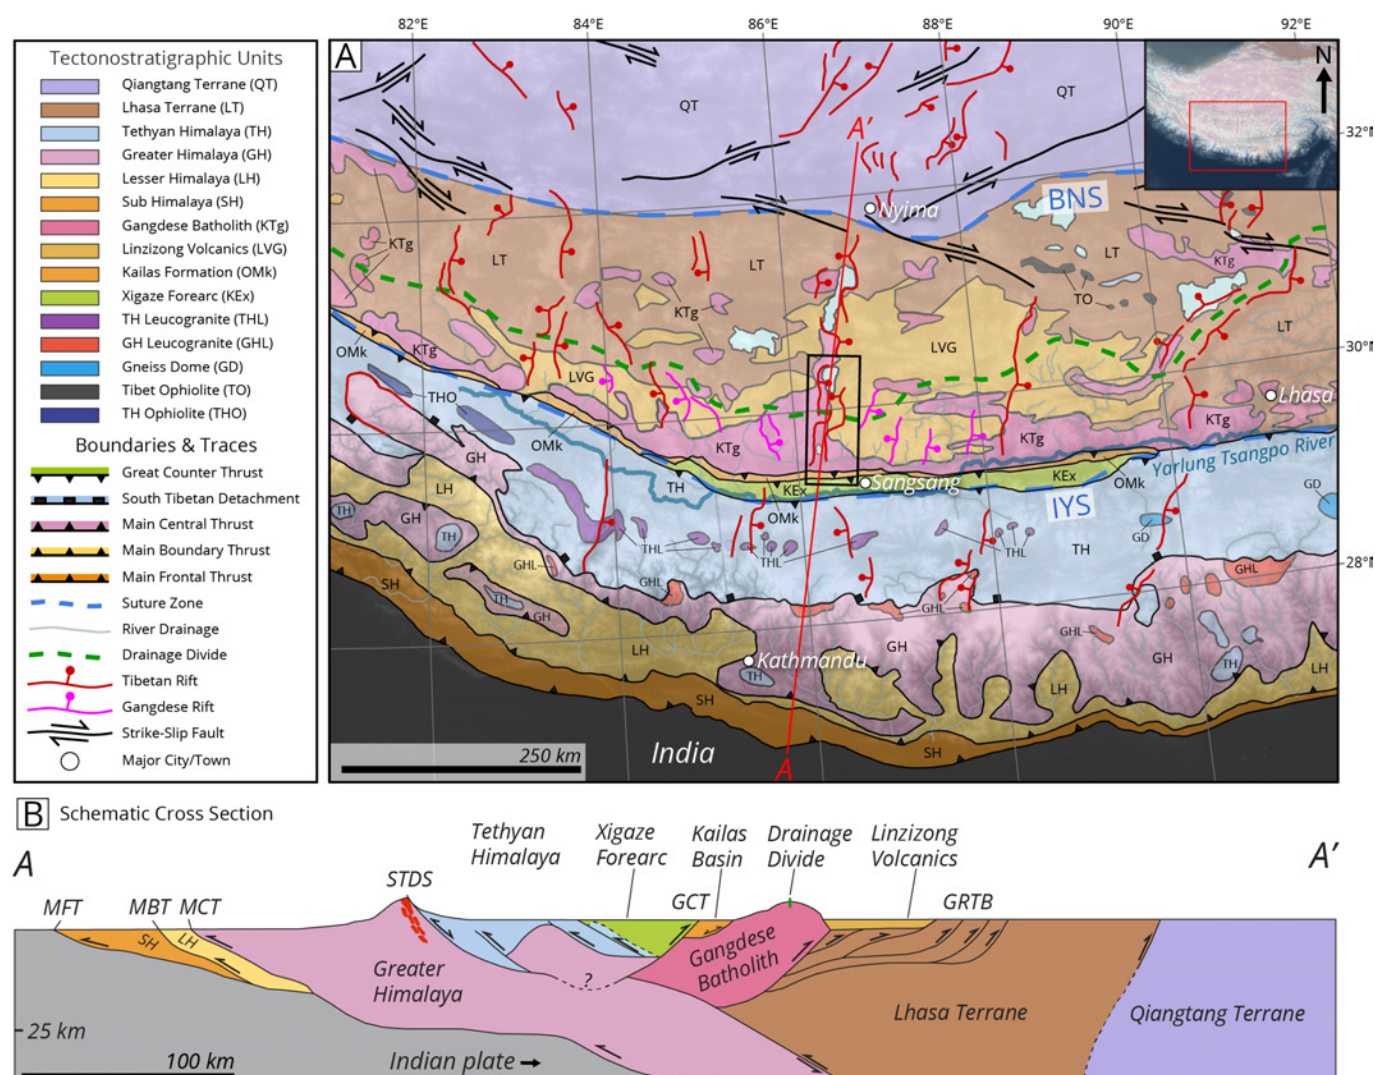 Tectonostratigraphic Units
Qiangtang Terrane (QT)
Lhasa Terrane (LT)
Tethyan Himalaya (TH)
Greater Himalaya (GH)
Lesser Himalaya (LH)
Sub Himalaya (SH)
Gangdese Batholith (KTg)
Linzizong Volcanics (LVG)
Kailas Formation (OMk)
Xigaze Forearc (KEx)
TH Leucogranite (THL)
GH Leucogranite (GHL)
Gneiss Dome (GD)
Tibet Ophiolite (TO)
TH Ophiolite (THO)
Boundaries & Traces
Great Counter Thrust
South Tibetan Detachment
Main Central Thrust
Main Boundary Thrust
Main Frontal Thrust
Suture Zone
River Drainage
Drainage Divide
Tibetan Rift
Gangdese Rift
Strike-Slip Fault
Major City/Town
82°E 84°E 86°E 88°E 90°E 92°E
A
N
QT
QT
A'
32°N
BNS
Nyima
KTg
LT
LT
LT
KTg
TO
KTg
LT
OMk
KTg
LVG
30°N
LVG
THO
Lhasa
OMk
KTg
KTg
KTg
GH
Yarlung Tsangpo River
LH
TH
KEx
Sangsang
KEx
OMk
GD
TH
GH
OMk
IYS
TH
THL
THL
THL
TH
GD
28°N
SH
GHL
GHL
GHL
TH
GH
GHL
GHL
LH
GH
GH
TH
LH
Kathmandu
TH
LH
SH
India
SH
250 km
A
B Schematic Cross Section
A
A'
Tethyan
Himalaya
Xigaze
Forearc
Kailas
Basin
Drainage
Divide
Linzizong
Volcanics
STDS
GCT
GRTB
MFT
MBT
MCT
SH
LH
Gangdese
Batholith
Greater
Himalaya
?
Lhasa Terrane
Qiangtang Terrane
25 km
100 km
Indian plate